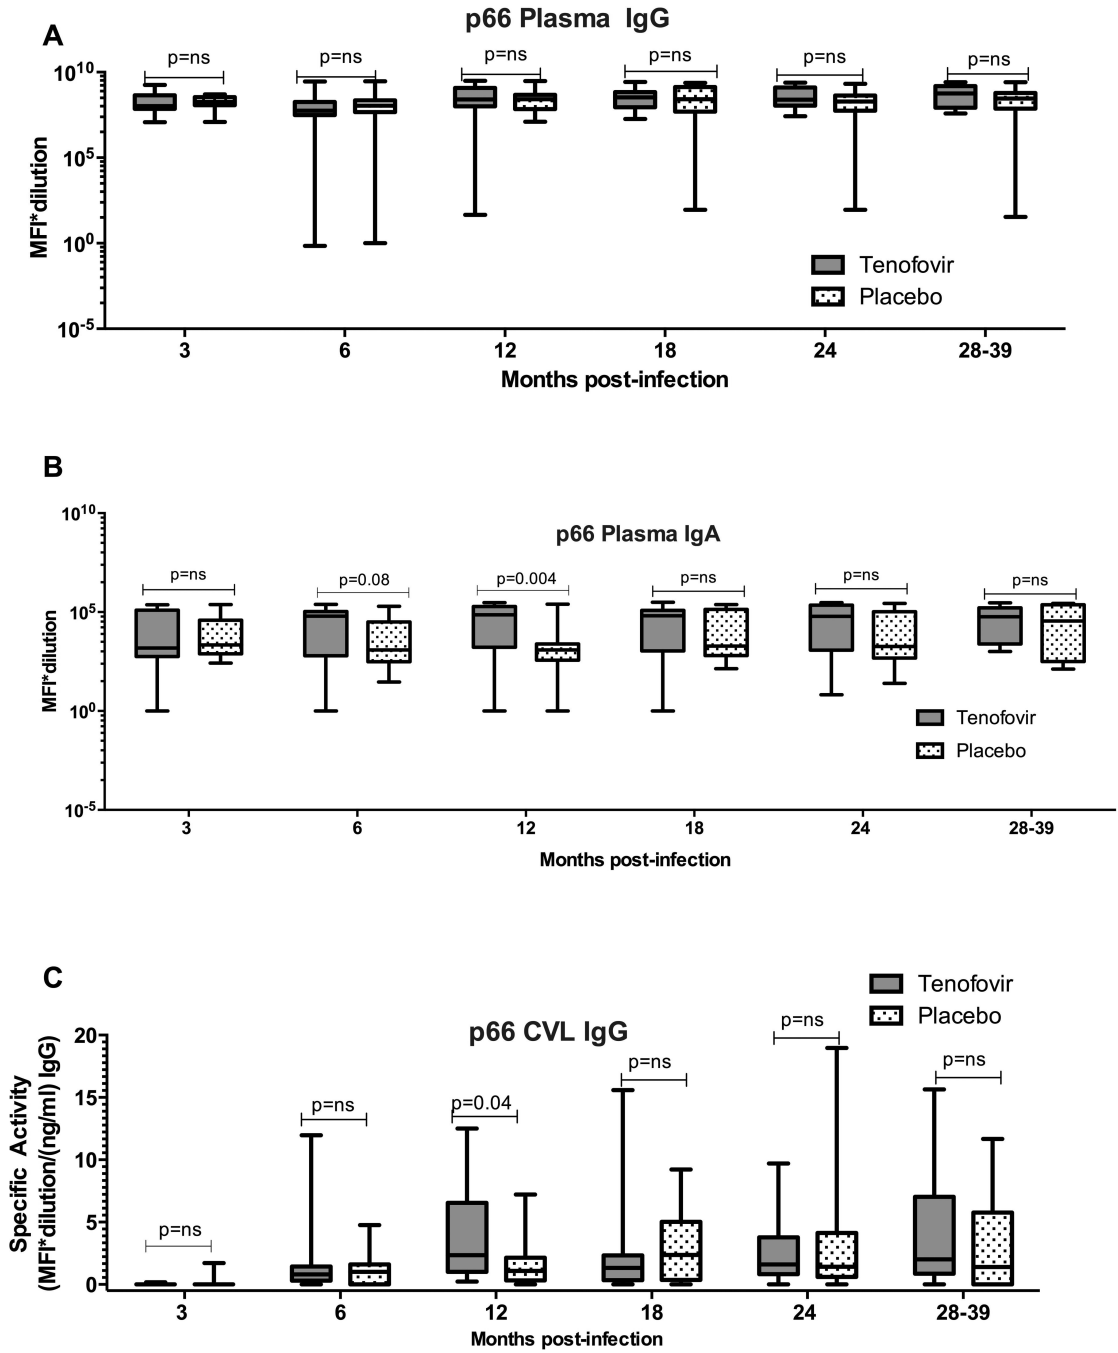 A
p66 Plasma  IgG
p=ns p=ns p=ns p=ns p=ns p=ns
10^10
10^5
10^0
10^-5
MFI*dilution
Tenofovir
Placebo
3 6 12 18 24 28-39
Months post-infection
B
p66 Plasma IgA
p=ns p=0.08 p=0.004 p=ns p=ns p=ns
10^10
10^5
10^0
10^-5
MFI*dilution
Tenofovir
Placebo
3 6 12 18 24 28-39
Months post-infection
C
Tenofovir
Placebo
p66 CVL IgG
p=ns p=ns p=0.04 p=ns p=ns p=ns
20
15
10
5
0
Specific Activity
(MFI*dilution/(ng/ml) IgG)
3 6 12 18 24 28-39
Months post-infection